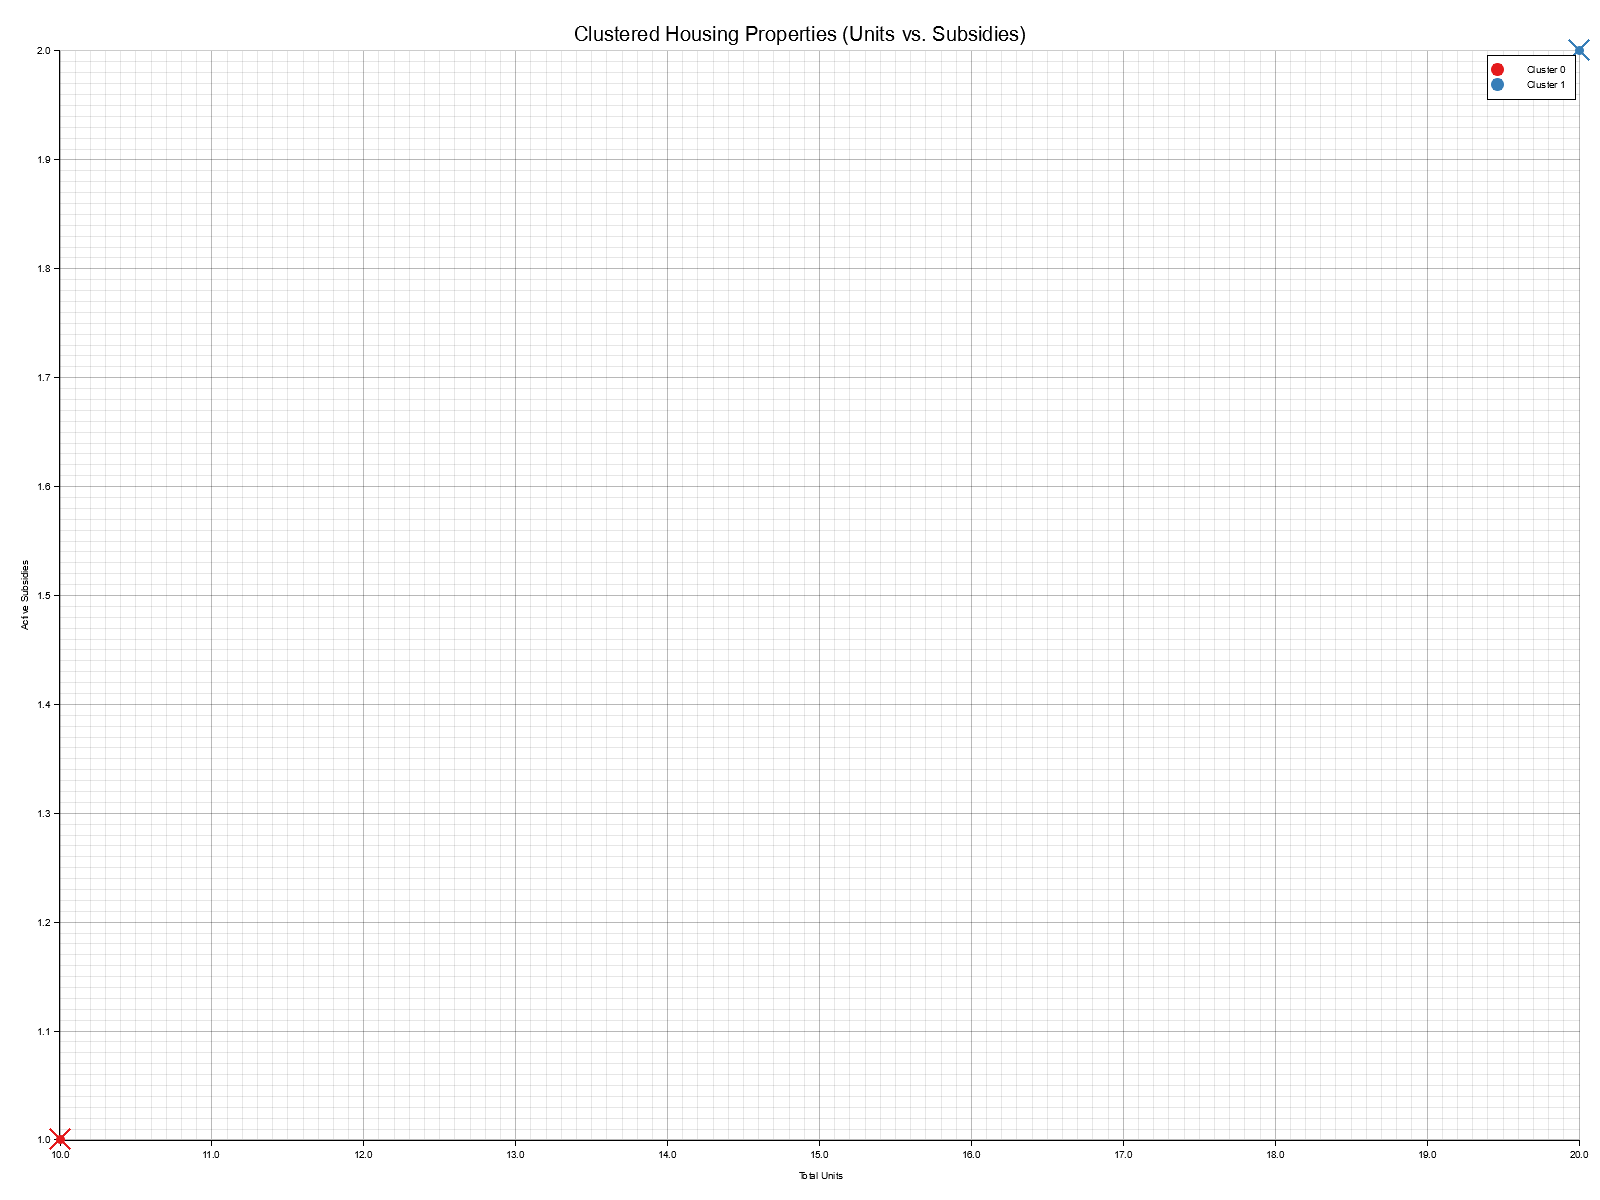 Clustered Housing Properties (Units vs. Subsidies)
Cluster 0
Cluster 1
2.0
1.9
1.8
1.7
1.6
1.5
1.4
1.3
1.2
1.1
1.0
Active Subsidies
10.0 11.0 12.0 13.0 14.0 15.0 16.0 17.0 18.0 19.0 20.0
Total Units